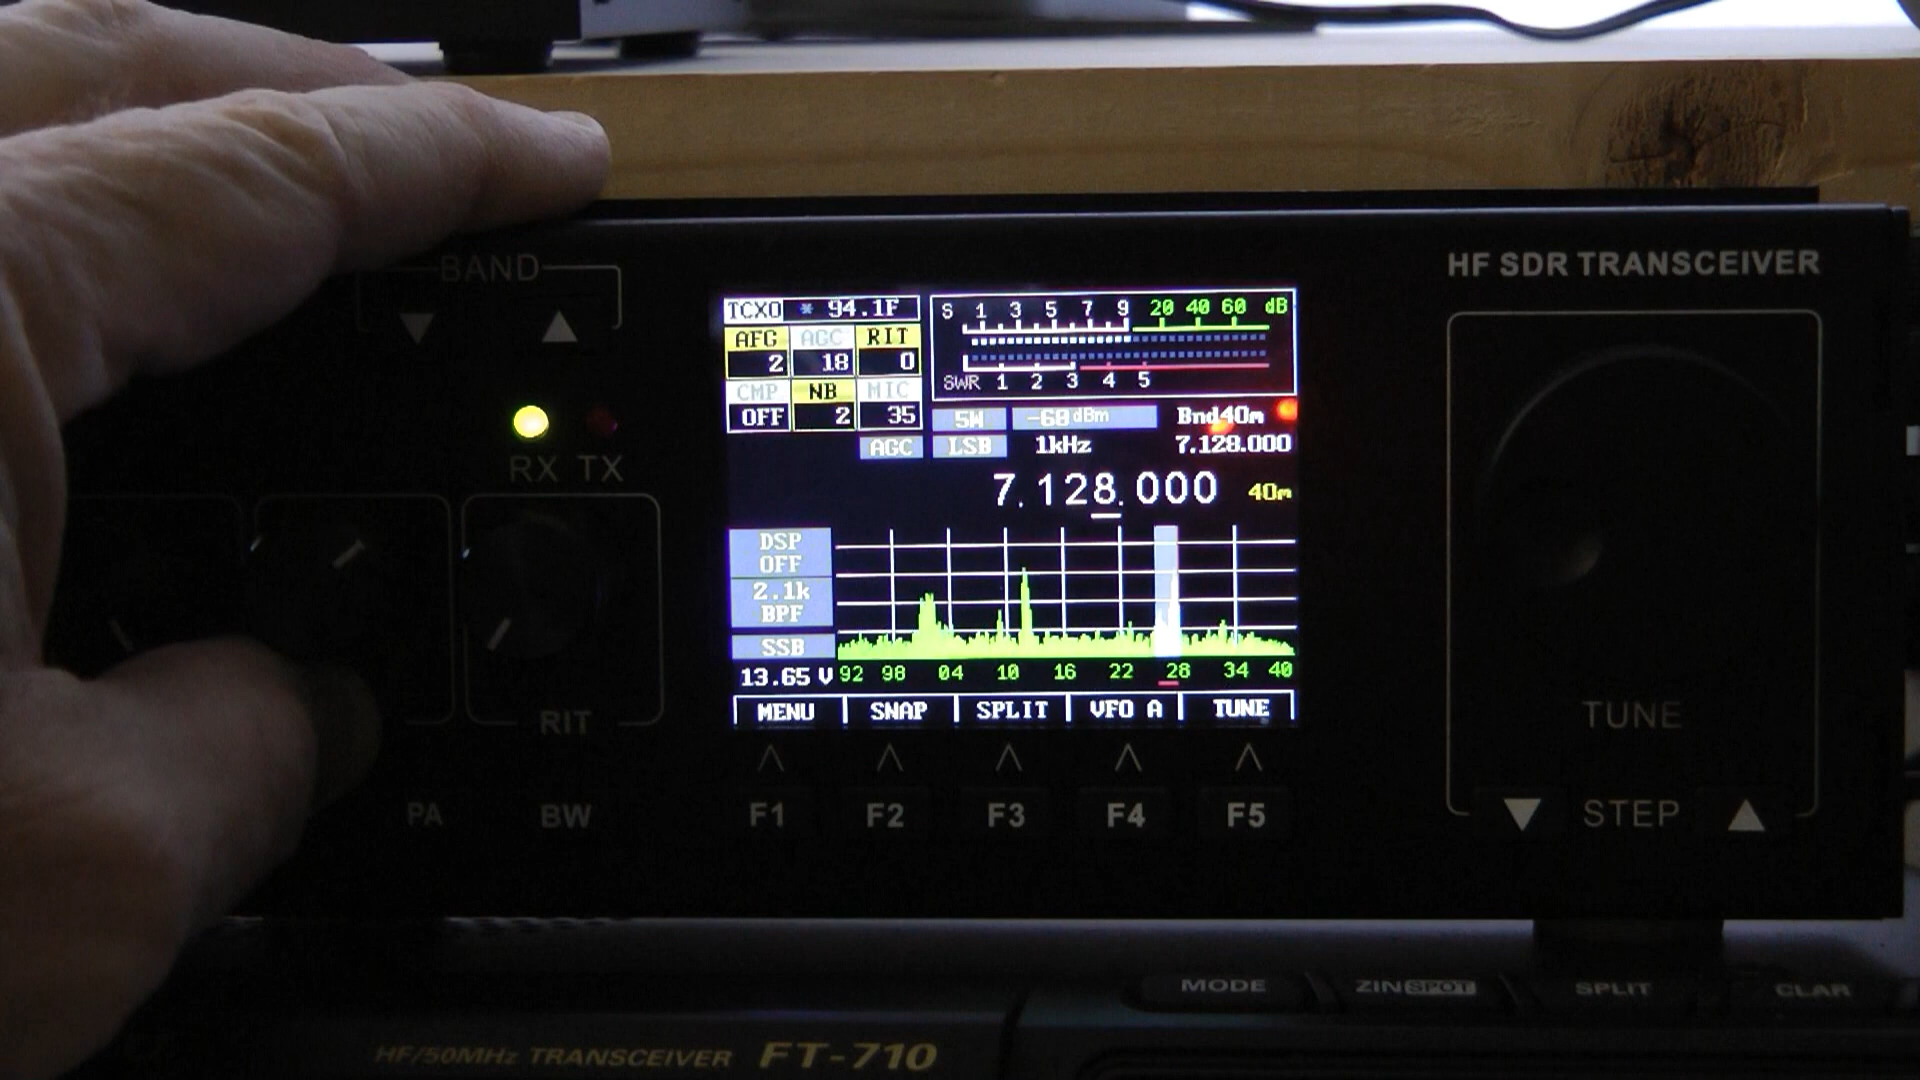 BAND
HF SDR TRANSCEIVER
TCXO * 94.1F
AFG AGC RIT
2 18 0
CMP NB MIC
OFF 2 35
AGC
S 1 3 5 7 9 20 40 60 dB
SWR 1 2 3 4 5
5W -68dBm Bnd40m
LSB 1kHz 7.128.000
7.128.000 40m
RX TX
DSP
OFF
2.1k
BPF
SSB
13.65 V 92 98 04 10 16 22 28 34 40
MENU SNAP SPLIT VFO A TUNE
RIT
TUNE
PA BW F1 F2 F3 F4 F5 STEP
MODE ZIN SPOT SPLIT CLAR
HF/50MHz TRANSCEIVER FT-710